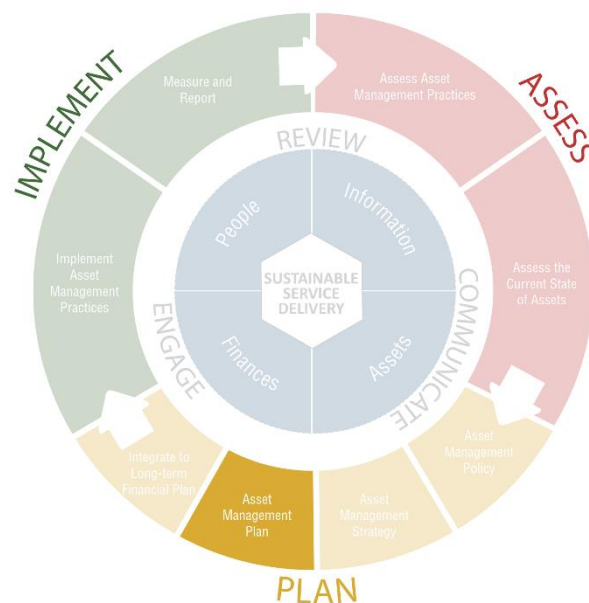 IMPLEMENT
ASSESS
Measure and
Report
Assess Asset
Management Practices
REVIEW
People
Information
Implement
Asset
Management
Practices
SUSTAINABLE
SERVICE
DELIVERY
Assess the
Current State
of Assets
ENGAGE
COMMUNICATE
Finances
Assets
Integrate to
Long-term
Financial Plan
Asset
Management
Plan
Asset
Management
Strategy
Asset
Management
Policy
PLAN